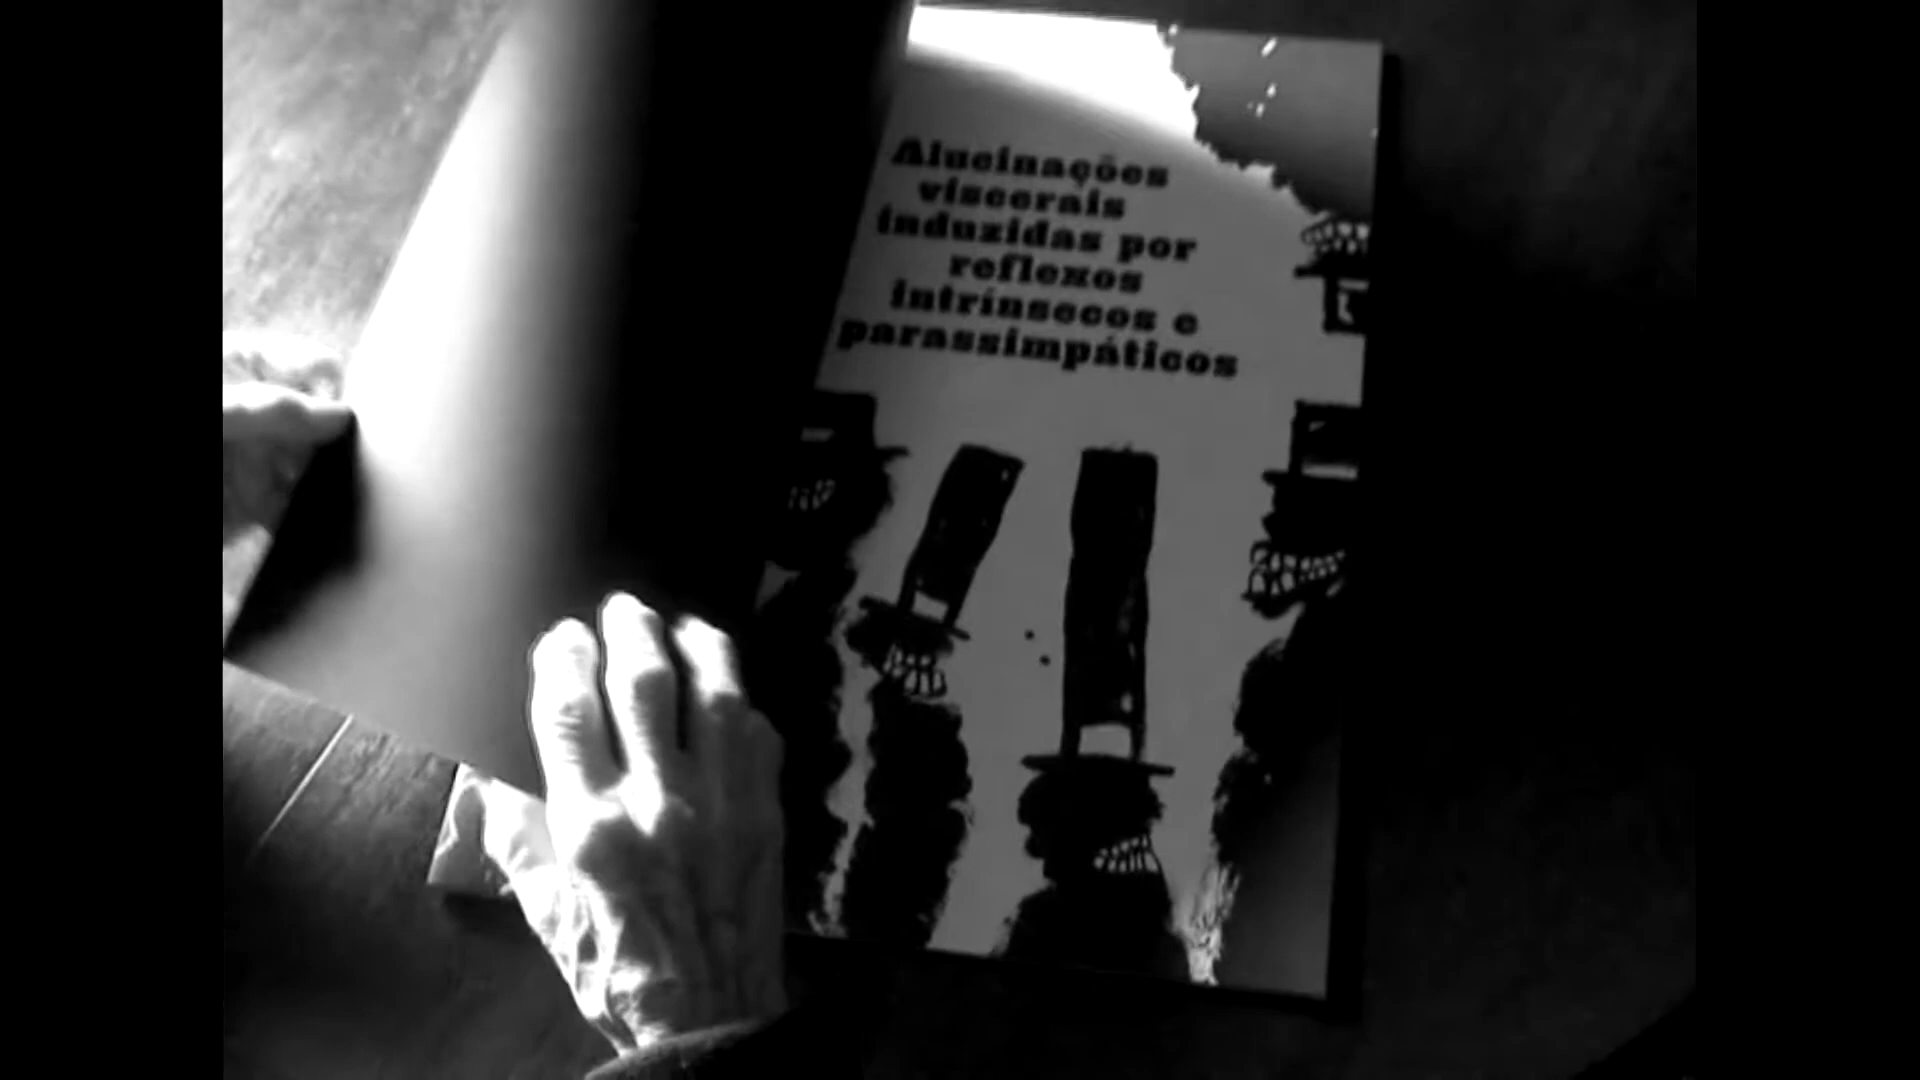 Alucinações
viscerais
induzidas por
reflexos
intrínsecos e
parassimpáticos